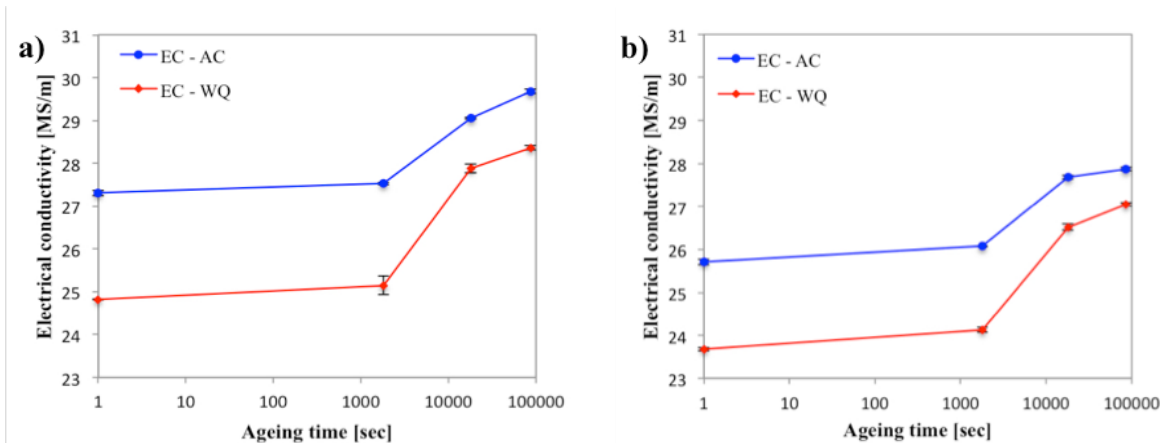 a)
EC - AC
EC - WQ
31
30
29
28
27
26
25
24
23
Electrical conductivity [MS/m]
1 10 100 1000 10000 100000
Ageing time [sec]
b)
EC - AC
EC - WQ
31
30
29
28
27
26
25
24
23
Electrical conductivity [MS/m]
1 10 100 1000 10000 100000
Ageing time [sec]